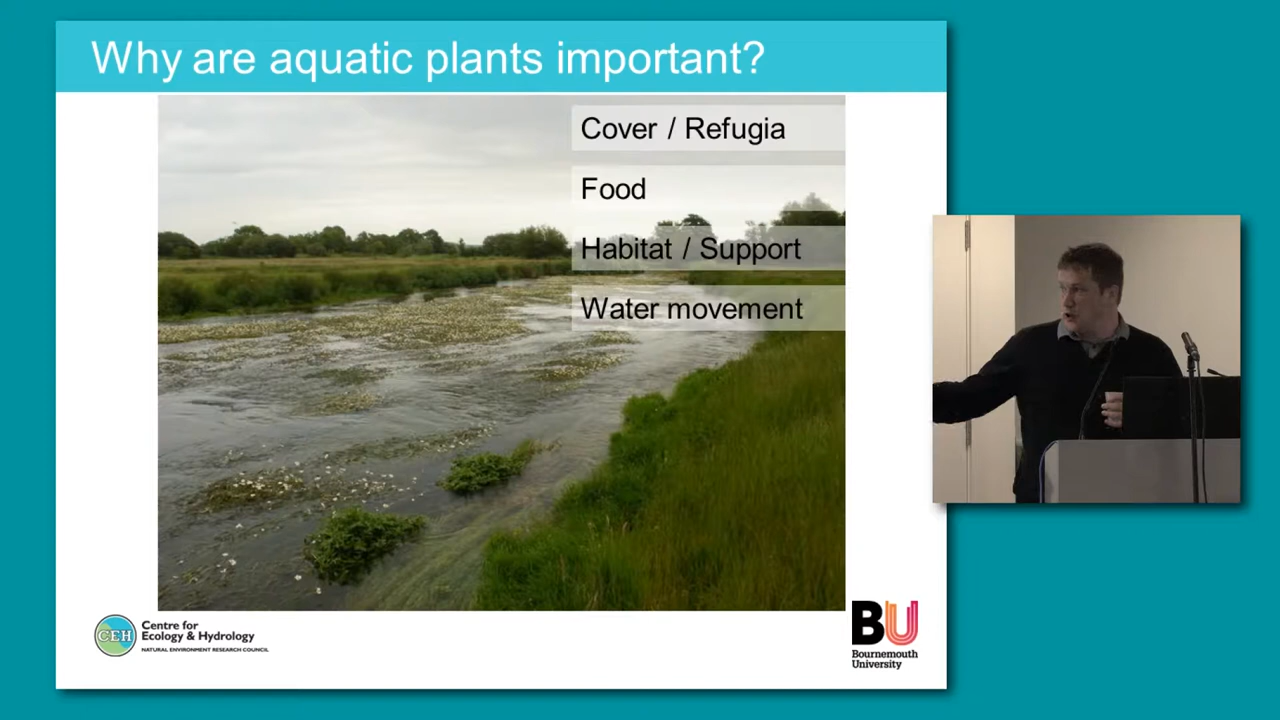 Why are aquatic plants important?
Cover / Refugia
Food
Habitat / Support
Water movement
CEH
Centre for
Ecology & Hydrology
NATURAL ENVIRONMENT RESEARCH COUNCIL
BU
Bournemouth
University